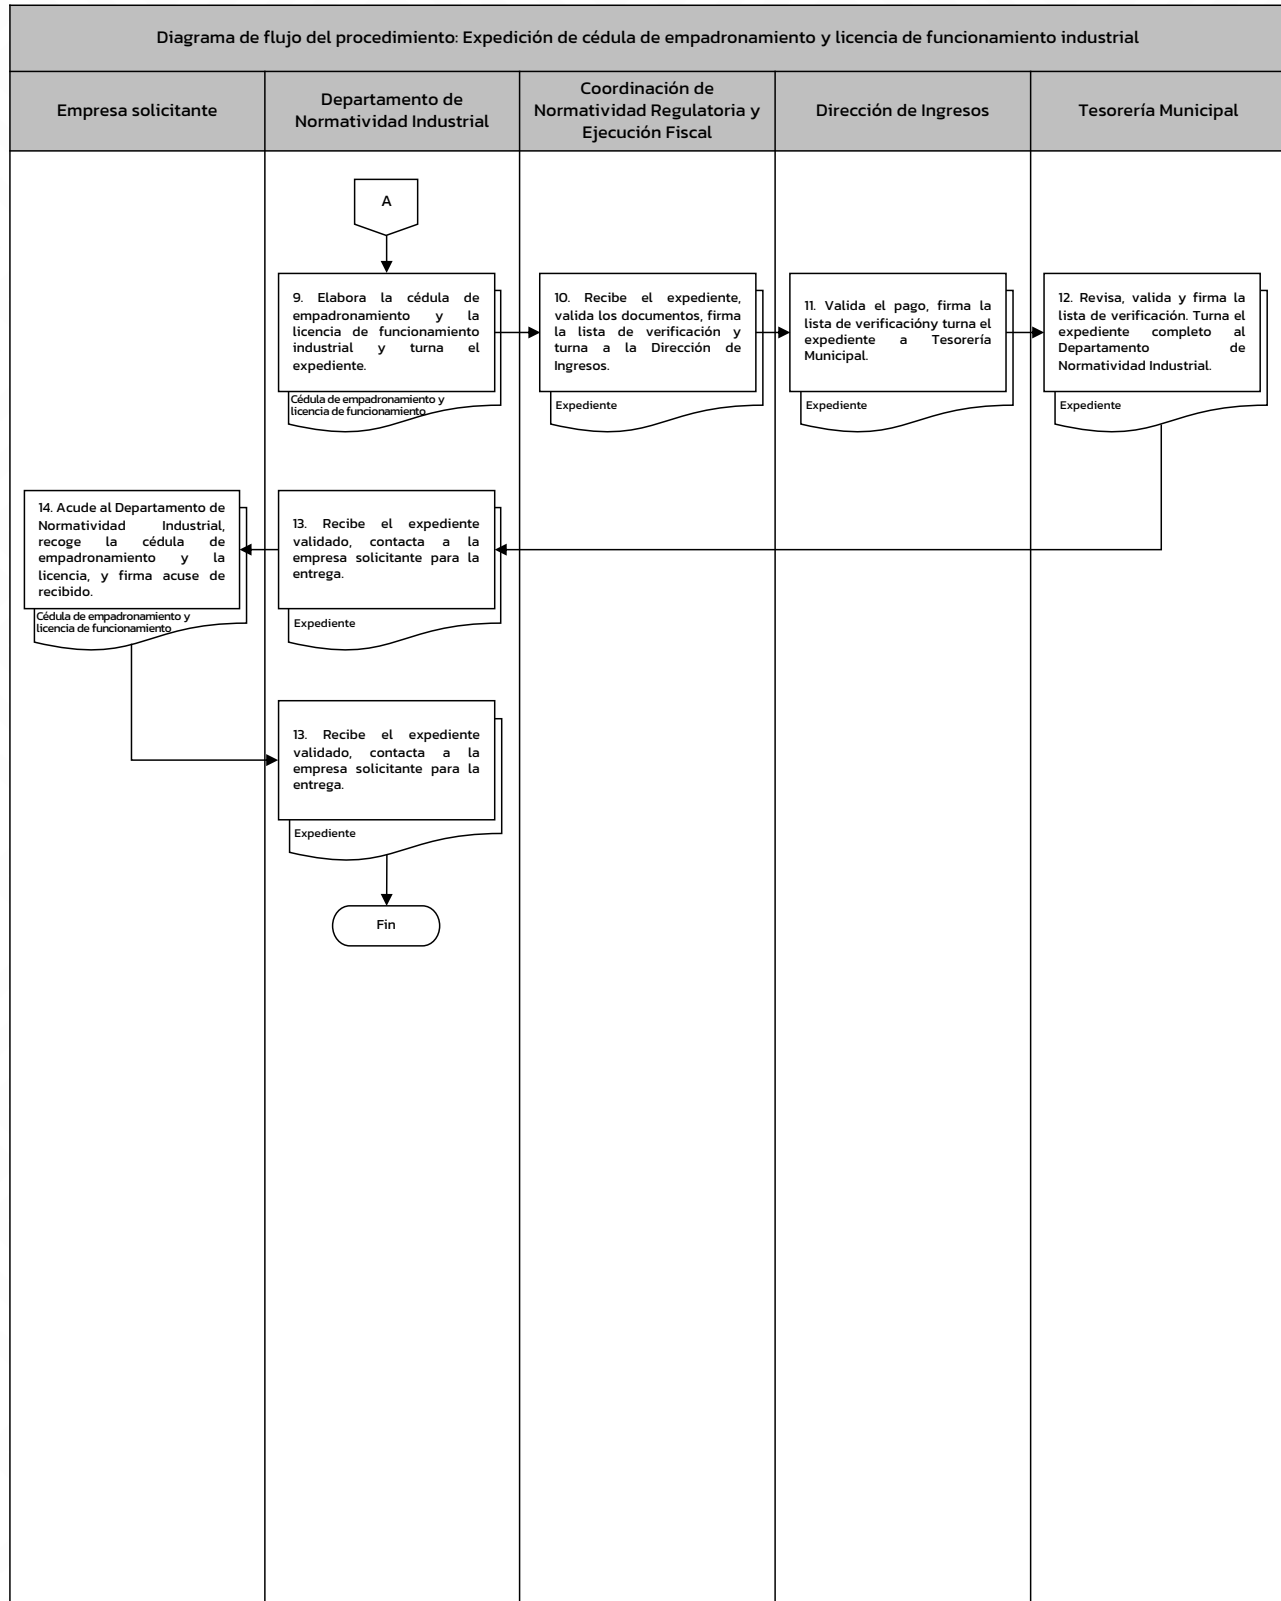 Diagrama de flujo del procedimiento: Expedición de cédula de empadronamiento y licencia de funcionamiento industrial
Empresa solicitante
Departamento de
Normatividad Industrial
Coordinación de
Normatividad Regulatoria y
Ejecución Fiscal
Dirección de Ingresos
Tesorería Municipal
A
9. Elabora la cédula de
empadronamiento y la
licencia de funcionamiento
industrial y turna el
expediente.
Cédula de empadronamiento y
licencia de funcionamiento
10. Recibe el expediente,
valida los documentos, firma
la lista de verificación y
turna a la Dirección de
Ingresos.
Expediente
11. Valida el pago, firma la
lista de verificacióny turna el
expediente a Tesorería
Municipal.
Expediente
12. Revisa, valida y firma la
lista de verificación. Turna el
expediente completo al
Departamento de
Normatividad Industrial.
Expediente
14. Acude al Departamento de
Normatividad Industrial,
recoge la cédula de
empadronamiento y la
licencia, y firma acuse de
recibido.
Cédula de empadronamiento y
licencia de funcionamiento
13. Recibe el expediente
validado, contacta a la
empresa solicitante para la
entrega.
Expediente
13. Recibe el expediente
validado, contacta a la
empresa solicitante para la
entrega.
Expediente
Fin